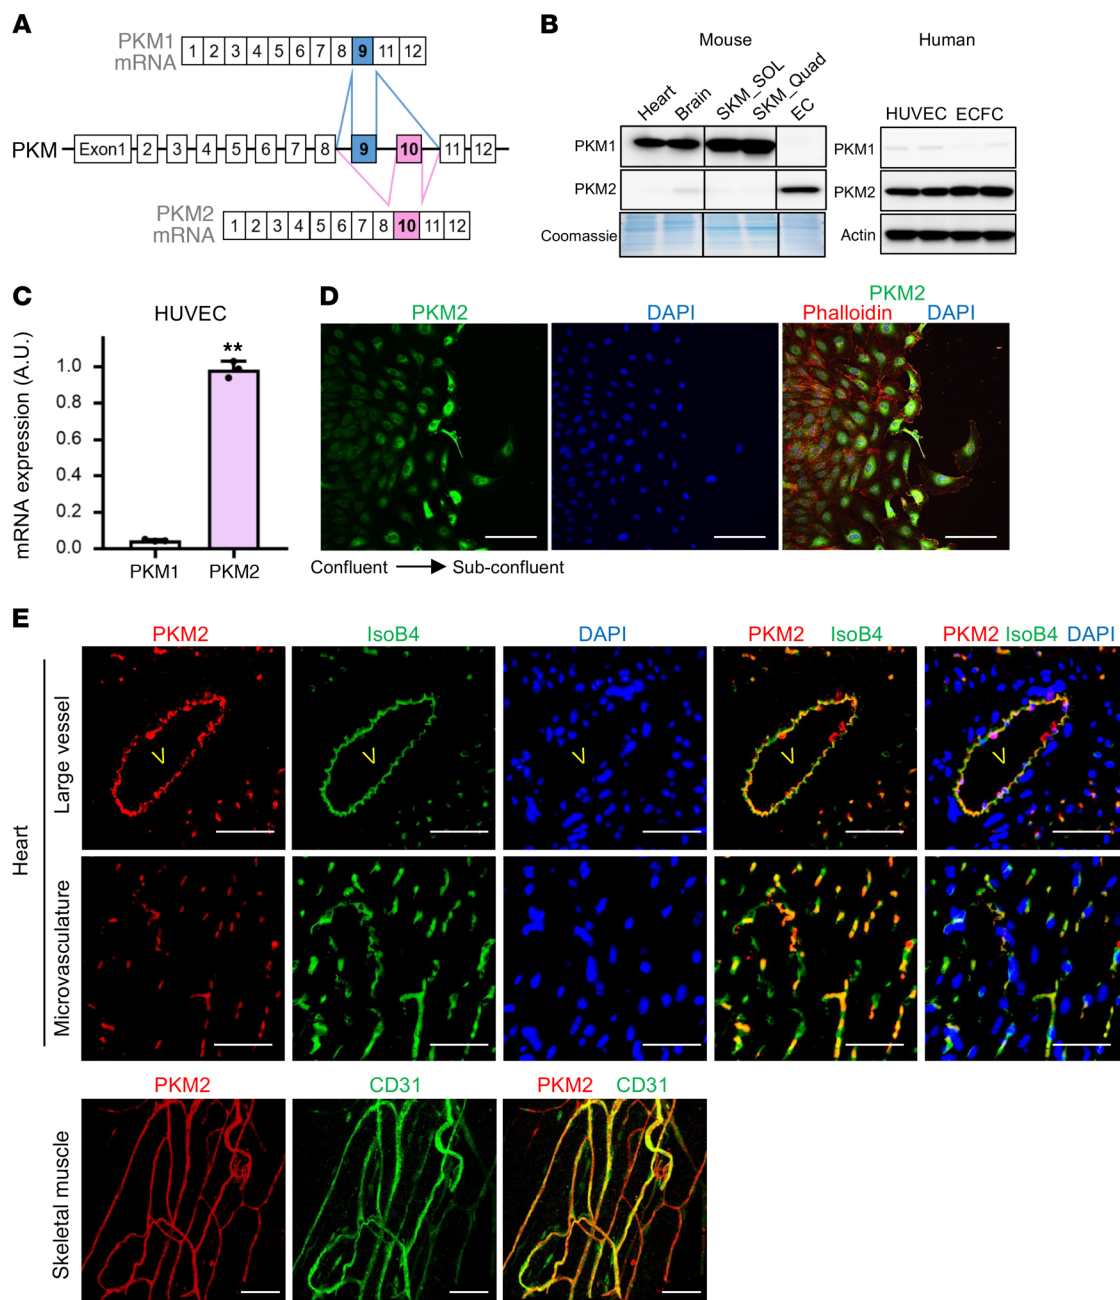 A
PKM1
mRNA
1 2 3 4 5 6 7 8 9 11 12
PKM
Exon1 2 3 4 5 6 7 8 9 10 11 12
PKM2
mRNA
1 2 3 4 5 6 7 8 10 11 12
B
Mouse
Human
Heart
Brain
SKM_SOL
SKM_Quad
EC
HUVEC ECFC
PKM1
PKM2
Coomassie
PKM1
PKM2
Actin
C
HUVEC
mRNA expression (A.U.)
1.0
0.8
0.6
0.4
0.2
0.0
**
PKM1 PKM2
D
PKM2
DAPI
PKM2
Phalloidin DAPI
Confluent
Sub-confluent
E
PKM2 IsoB4 DAPI PKM2 IsoB4 PKM2 IsoB4 DAPI
Heart
Large vessel
V V V V V
Microvasculature
PKM2 CD31 PKM2 CD31
Skeletal muscle